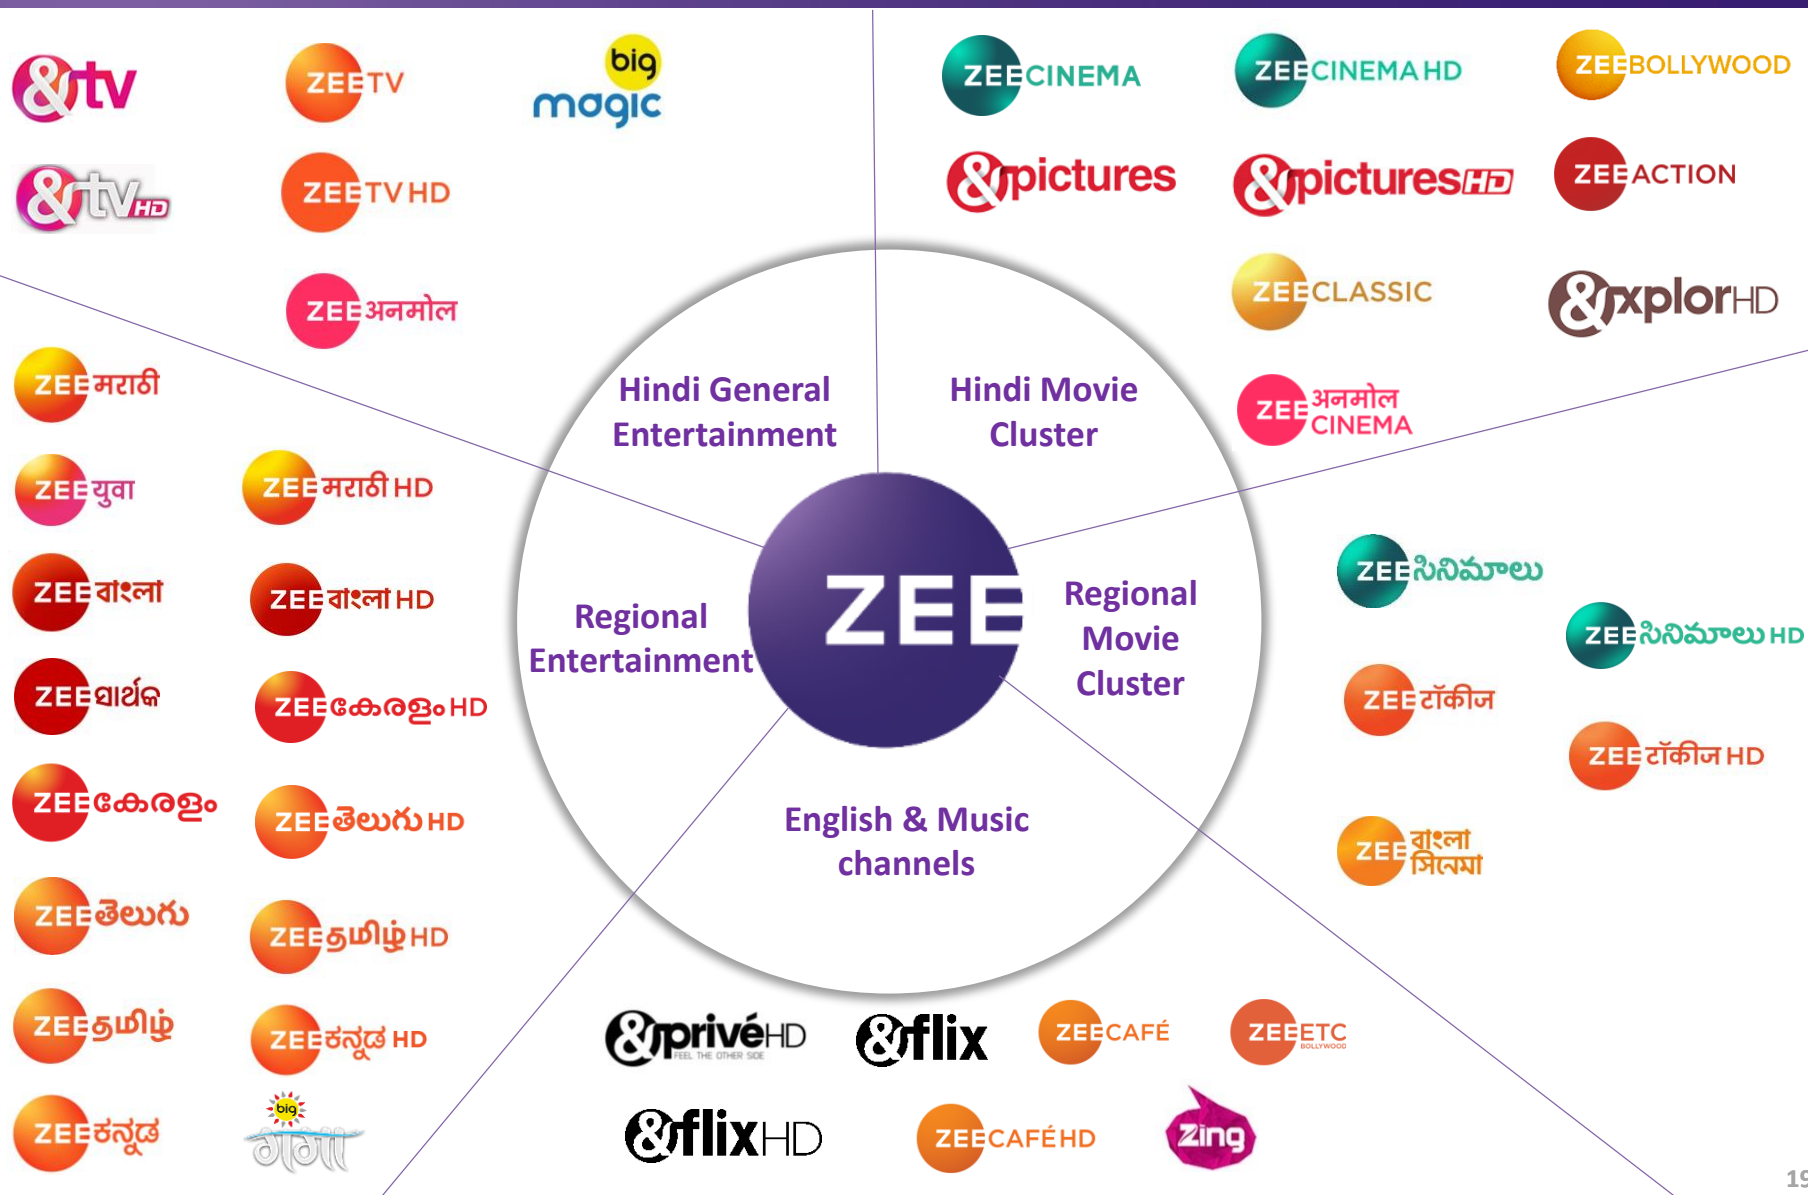 &tv
ZEE TV
big
magic
&tv HD
ZEE TV HD
ZEE अनमोल
ZEE CINEMA
ZEE CINEMA HD
ZEE BOLLYWOOD
&pictures
&pictures HD
ZEE ACTION
ZEE CLASSIC
&xplor HD
ZEE अनमोल
CINEMA
Hindi General
Entertainment
Hindi Movie
Cluster
ZEE मराठी
ZEE युवा
ZEE मराठी HD
ZEE বাংলা
ZEE বাংলা HD
ZEE ସାର୍ଥକ
ZEE കേരളം HD
ZEE കേരളം
ZEE తెలుగు HD
ZEE తెలుగు
ZEE தமிழ் HD
ZEE தமிழ்
ZEE ಕನ್ನಡ HD
ZEE ಕನ್ನಡ
big
गंगा
Regional
Entertainment
ZEE
Regional
Movie
Cluster
ZEE సినిమాలు
ZEE సినిమాలు HD
ZEE टॉकीज
ZEE टॉकीज HD
ZEE বাংলা
সিনেমা
English & Music
channels
&privé HD
FEEL THE OTHER SIDE
&flix
ZEE CAFÉ
ZEE ETC
BOLLYWOOD
&flix HD
ZEE CAFÉ HD
Zing
19